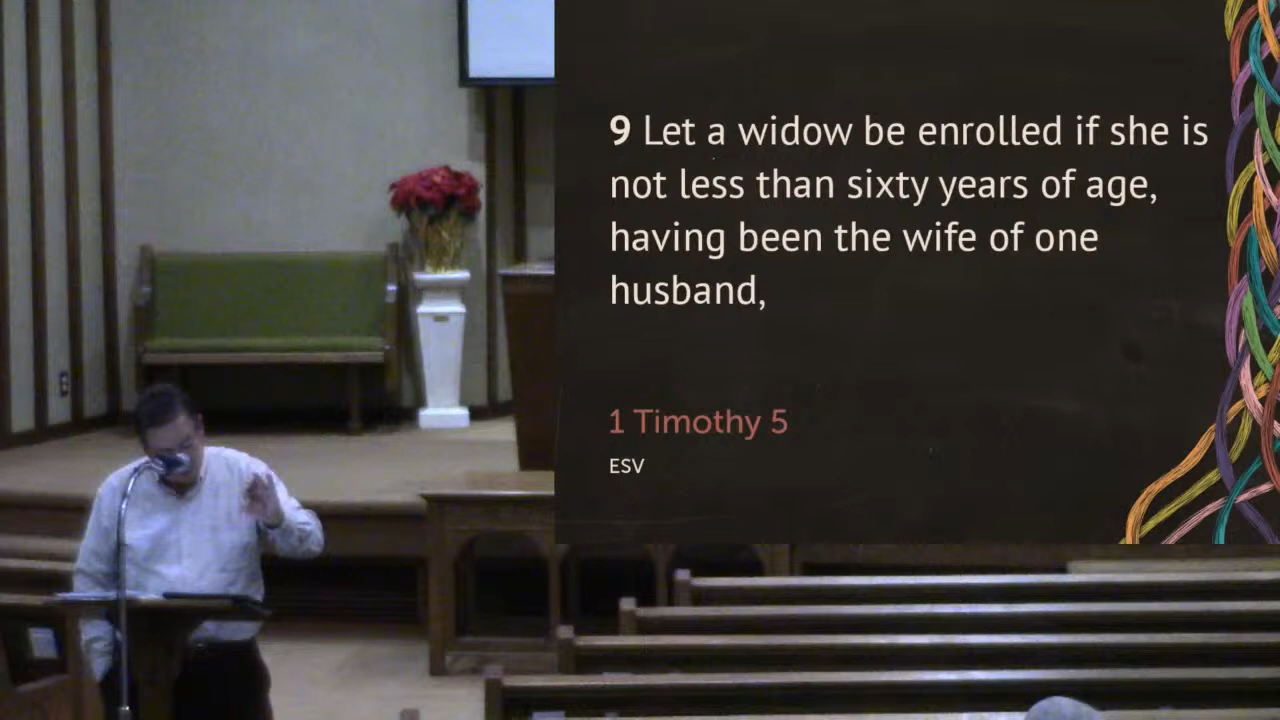 9 Let a widow be enrolled if she is
not less than sixty years of age,
having been the wife of one
husband,
1 Timothy 5
ESV